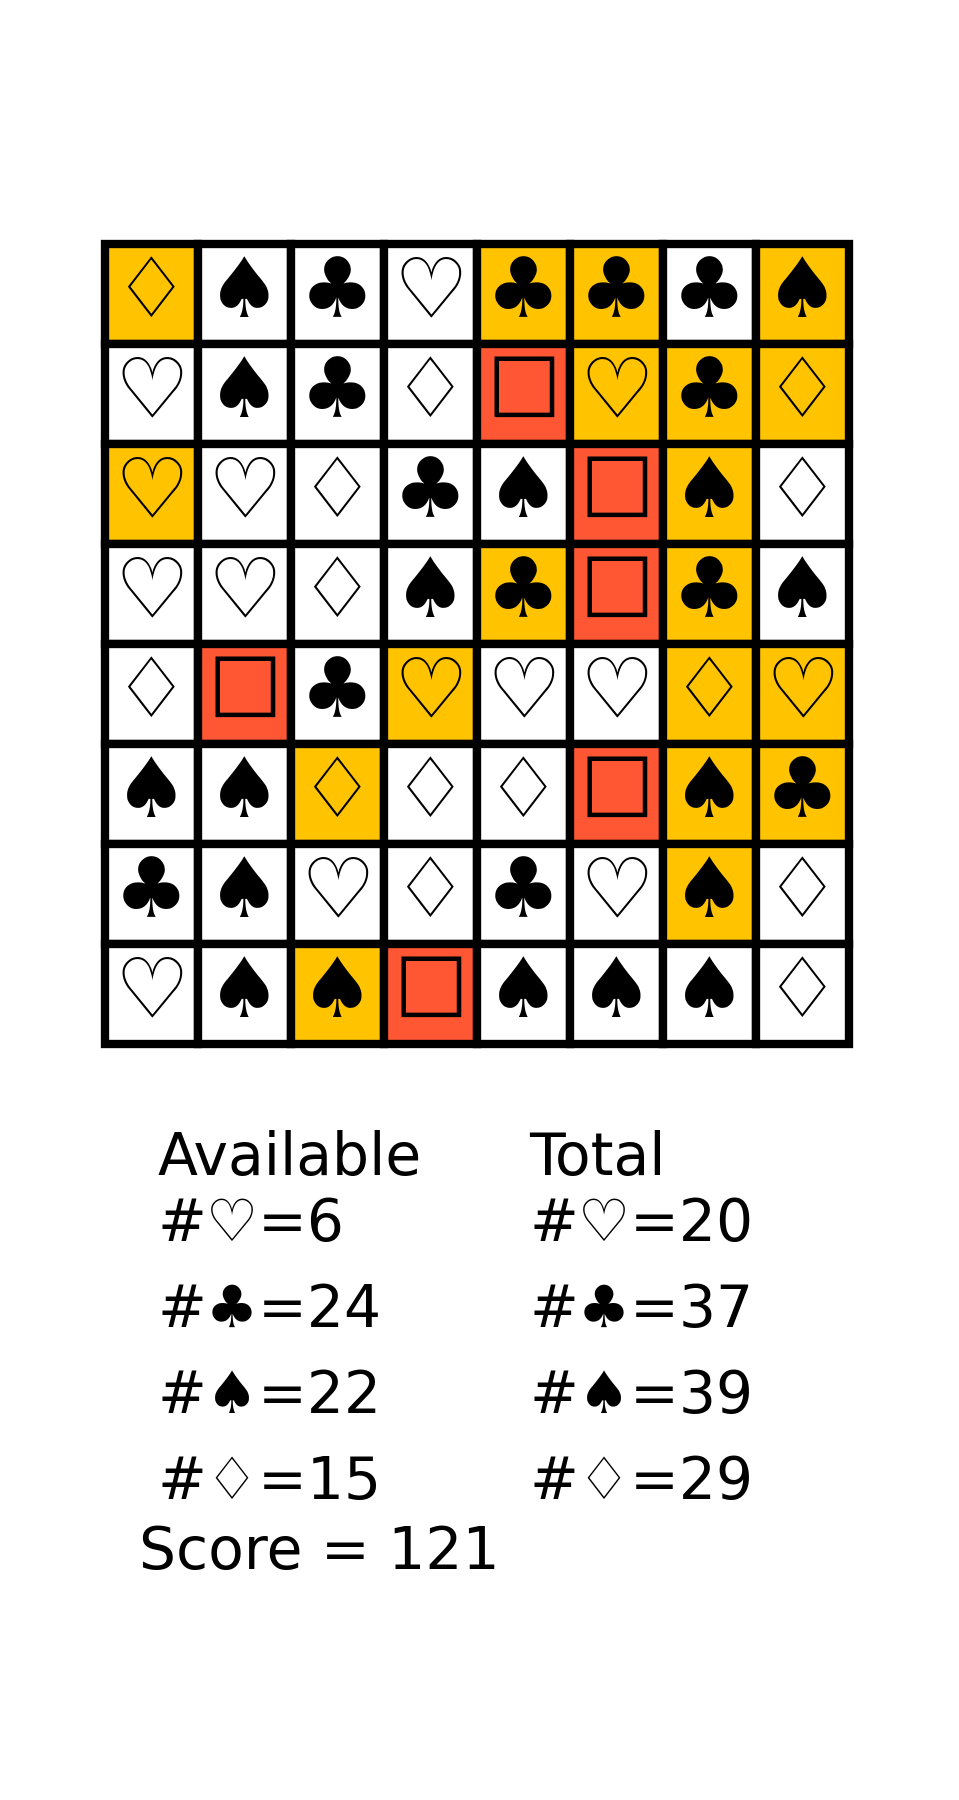 ♢ ♠ ♣ ♡ ♣ ♣ ♣ ♠
♡ ♠ ♣ ♢ □ ♡ ♣ ♢
♡ ♡ ♢ ♣ ♠ □ ♠ ♢
♡ ♡ ♢ ♠ ♣ □ ♣ ♠
♢ □ ♣ ♡ ♡ ♡ ♢ ♡
♠ ♠ ♢ ♢ ♢ □ ♠ ♣
♣ ♠ ♡ ♢ ♣ ♡ ♠ ♢
♡ ♠ ♠ □ ♠ ♠ ♠ ♢
Available Total
#♡=6 #♡=20
#♣=24 #♣=37
#♠=22 #♠=39
#♢=15 #♢=29
Score = 121